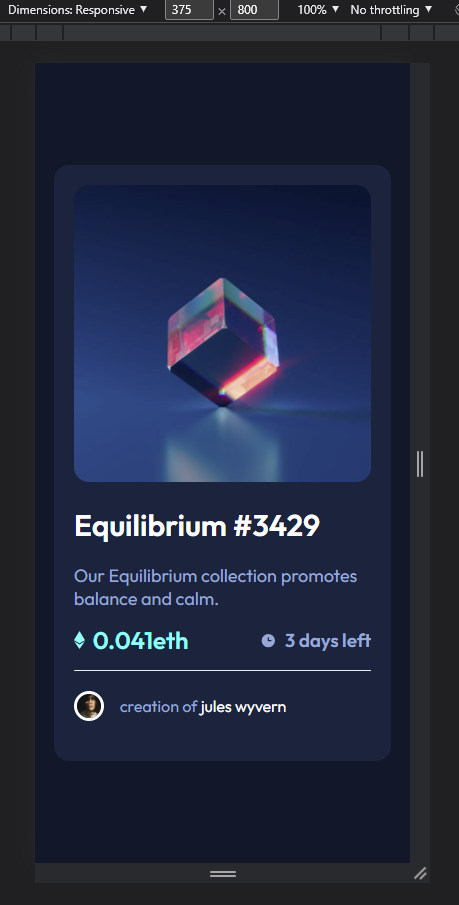 Dimensions: Responsive ▼ 375 × 800 100% ▼ No throttling ▼
Equilibrium #3429
Our Equilibrium collection promotes
balance and calm.
0.041eth 3 days left
creation of jules wyvern